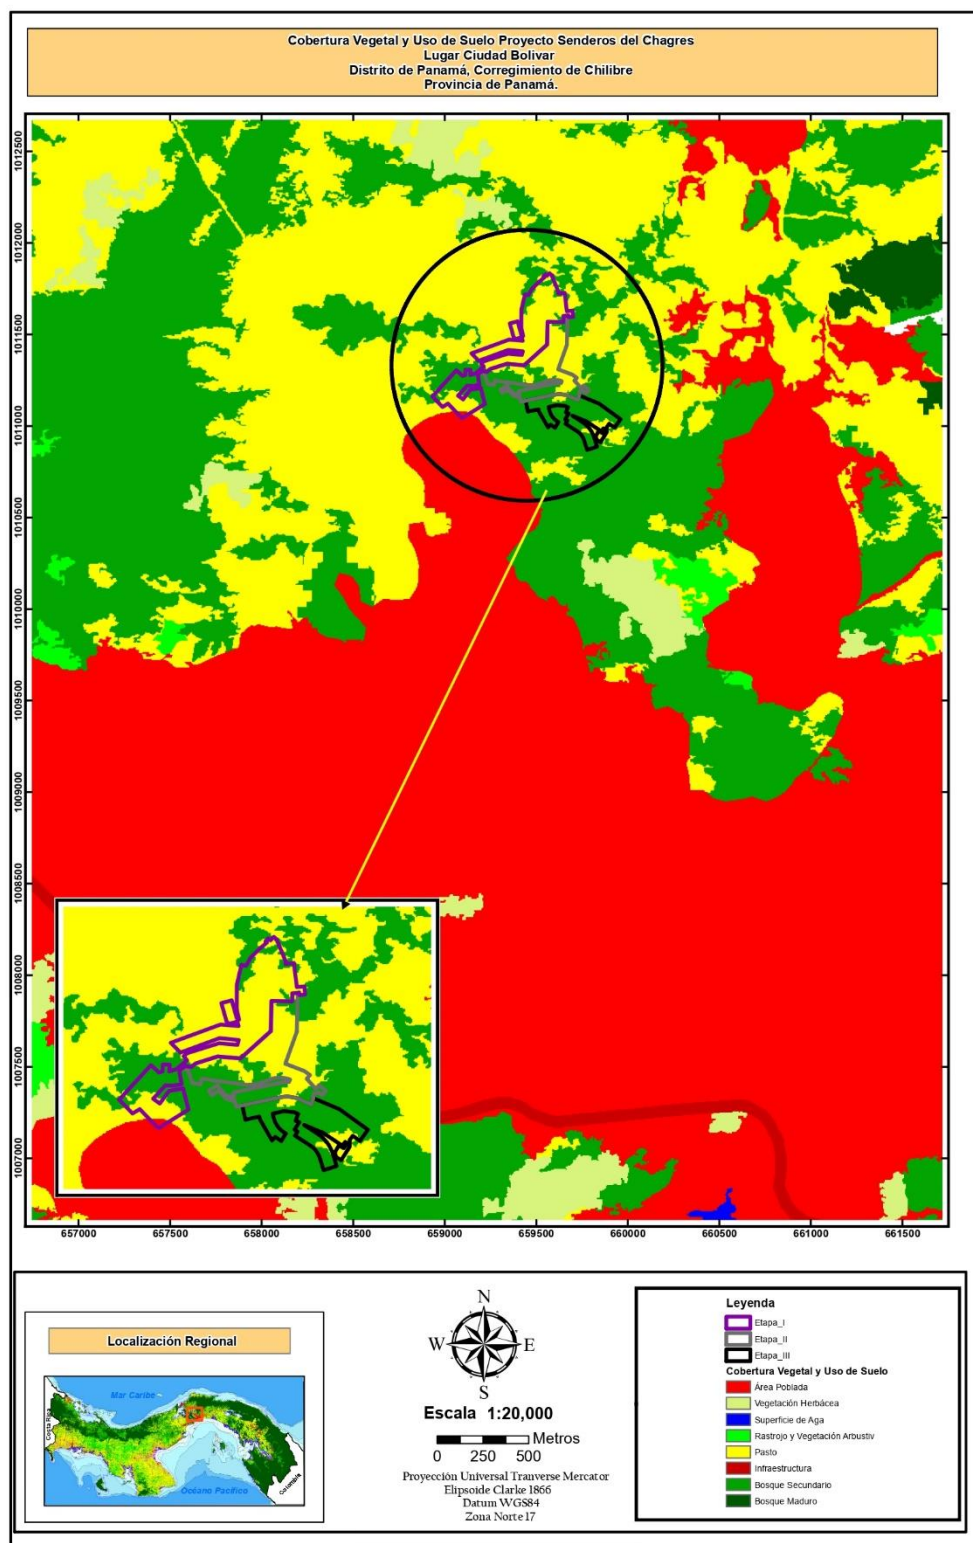 Cobertura Vegetal y Uso de Suelo Proyecto Senderos del Chagres
Lugar Ciudad Bolivar
Distrito de Panamá, Corregimiento de Chilibre
Provincia de Panamá.
1012500
1012000
1011500
1011000
1010500
1010000
1009500
1009000
1008500
1008000
1007500
1007000
657000 657500 658000 658500 659000 659500 660000 660500 661000 661500
Localización Regional
Mar Caribe
Costa Rica
Colombia
Océano Pacífico
N
W E
S
Escala 1:20,000
Metros
0 250 500
Proyección Universal Tranverse Mercator
Elipsoide Clarke 1866
Datum WGS84
Zona Norte 17
Leyenda
Etapa_I
Etapa_II
Etapa_III
Cobertura Vegetal y Uso de Suelo
Área Poblada
Vegetación Herbácea
Superficie de Aga
Rastrojo y Vegetación Arbustiv
Pasto
Infraestructura
Bosque Secundario
Bosque Maduro